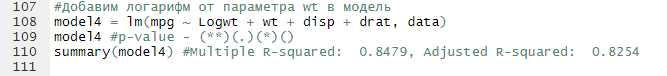 107 #Добавим логарифм от параметра wt в модель
108 model4 = lm(mpg ~ Logwt + wt + disp + drat, data)
109 model4 #p-value - (**)(.)(*)()
110 summary(model4) #Multiple R-squared:  0.8479, Adjusted R-squared:  0.8254
111